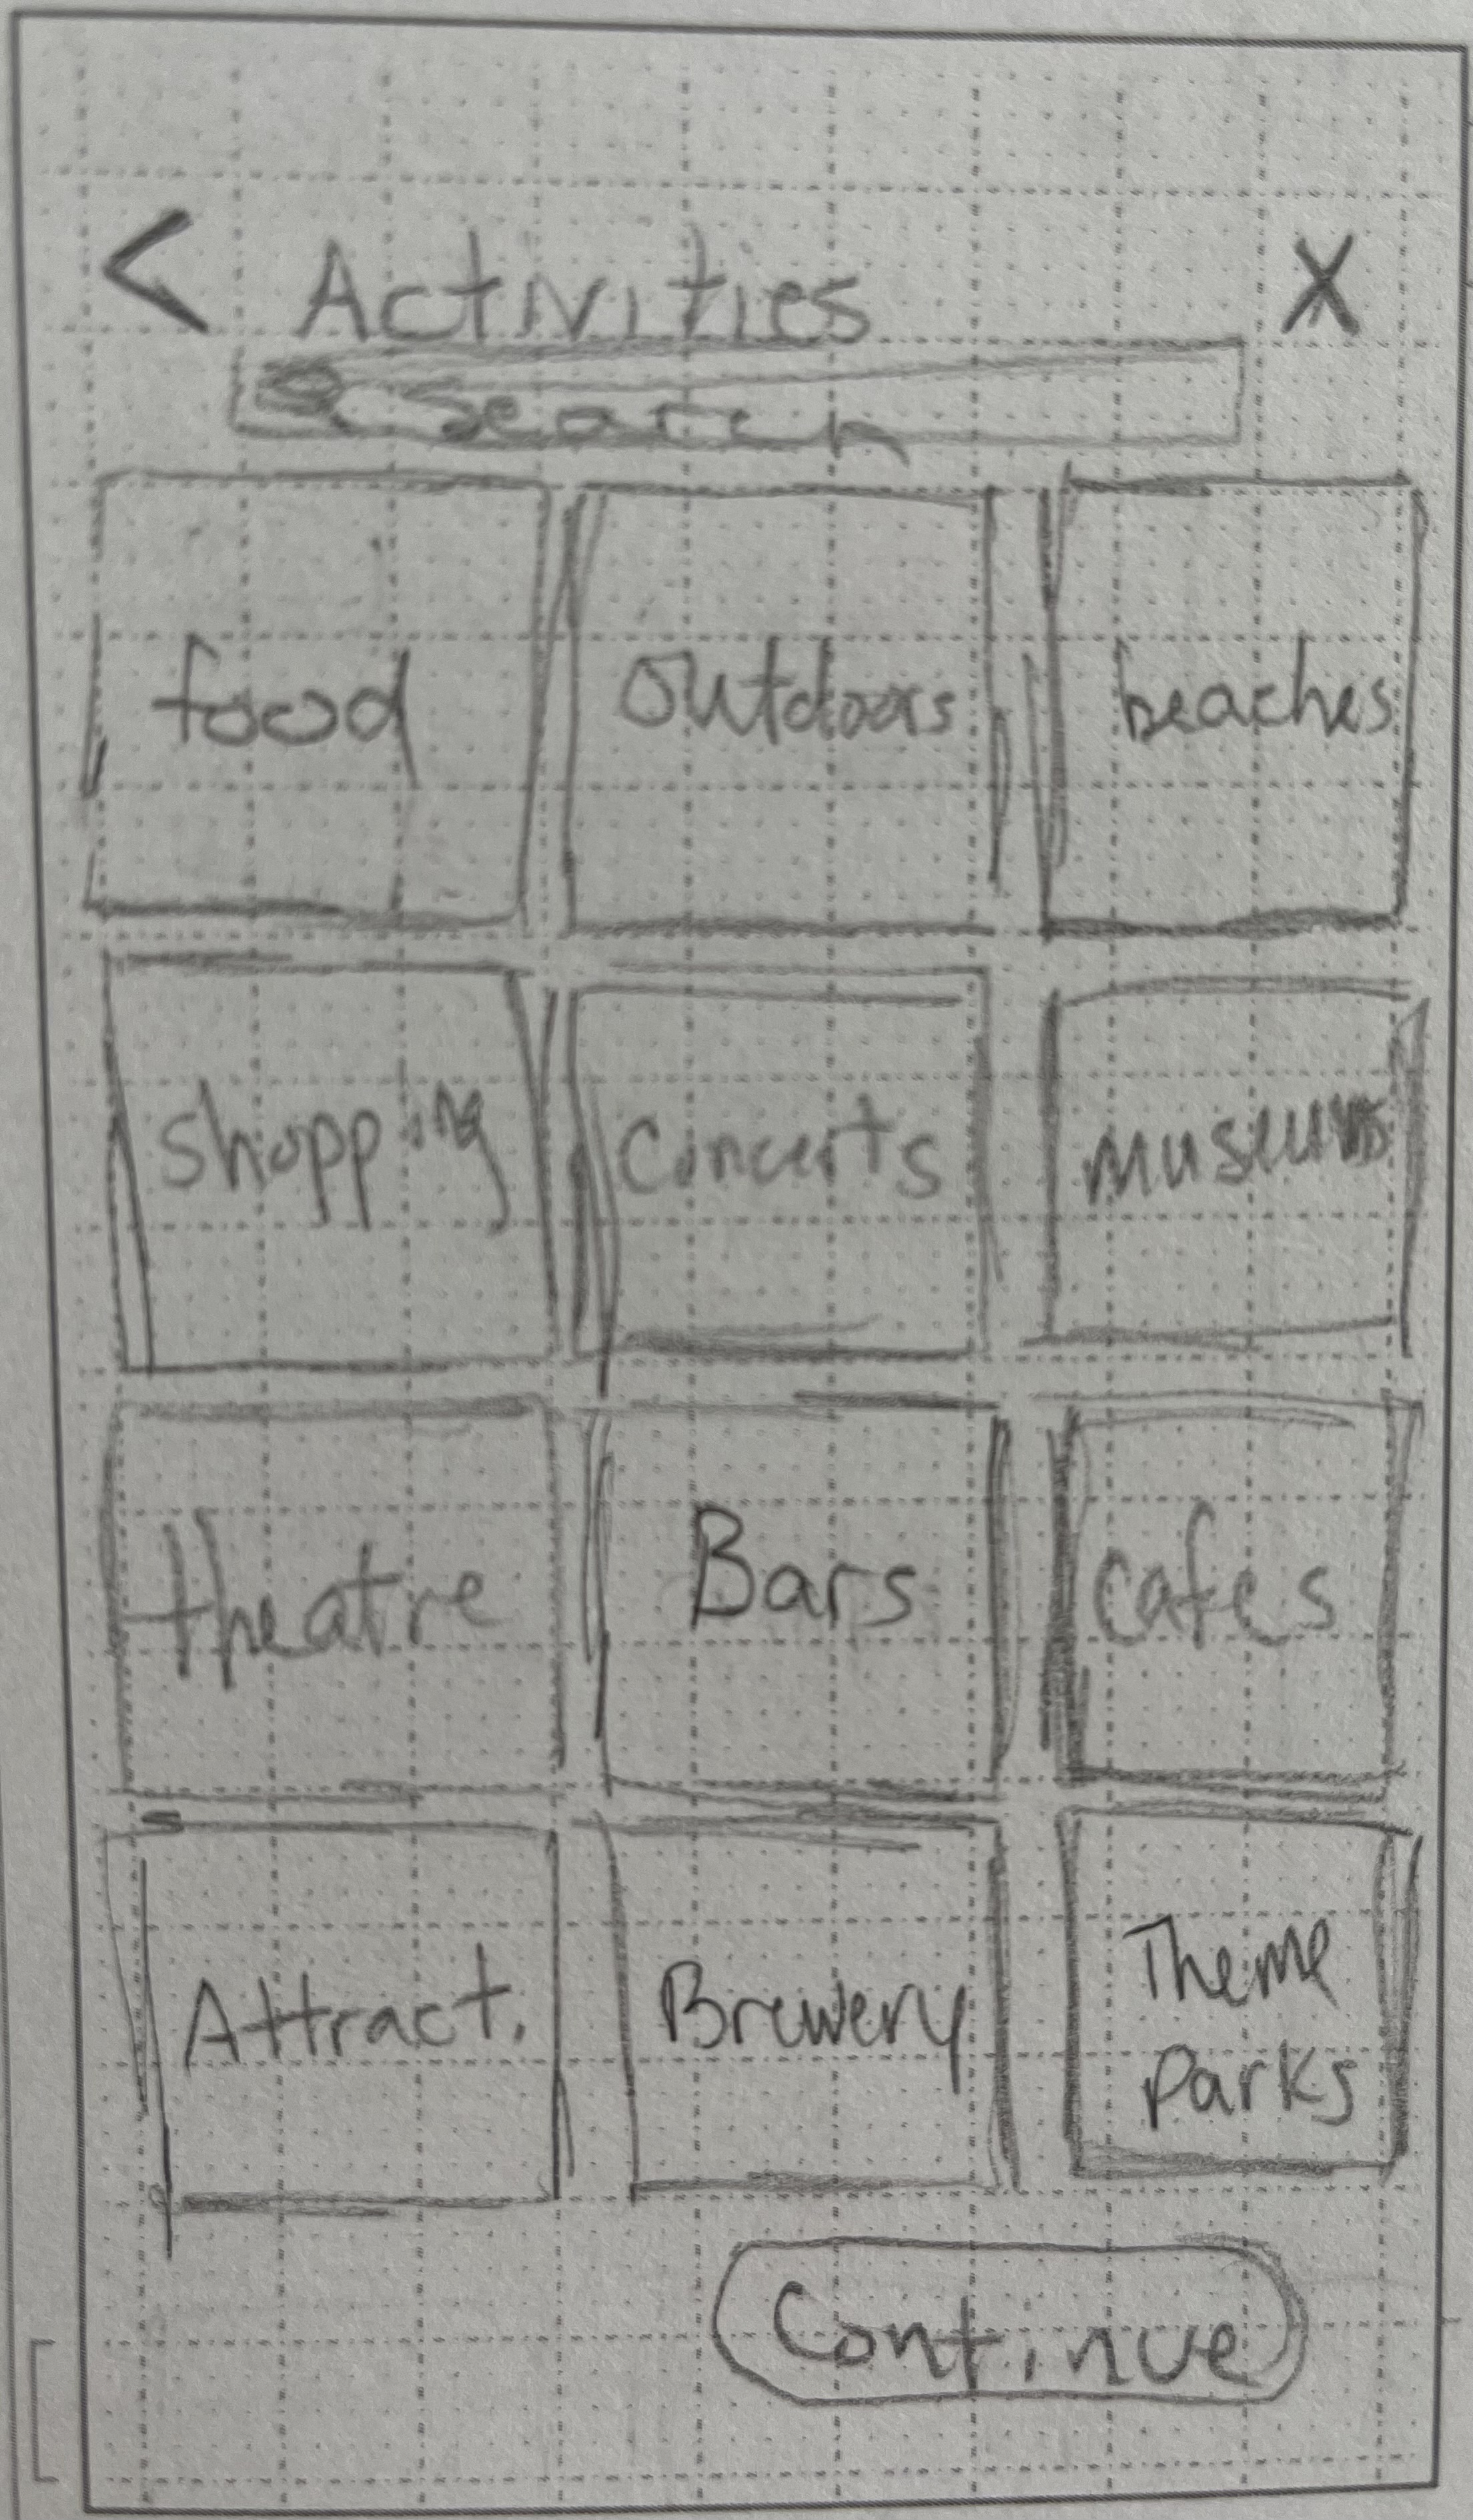 < Activities X
Search
food outdoors beaches
shopping concerts museums
theatre Bars cafes
Attract. Brewery Theme
Parks
Continue